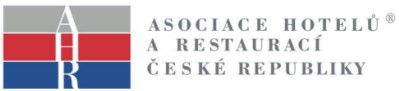 AHR
ASOCIACE HOTELŮ ®
A RESTAURACÍ
ČESKÉ REPUBLIKY